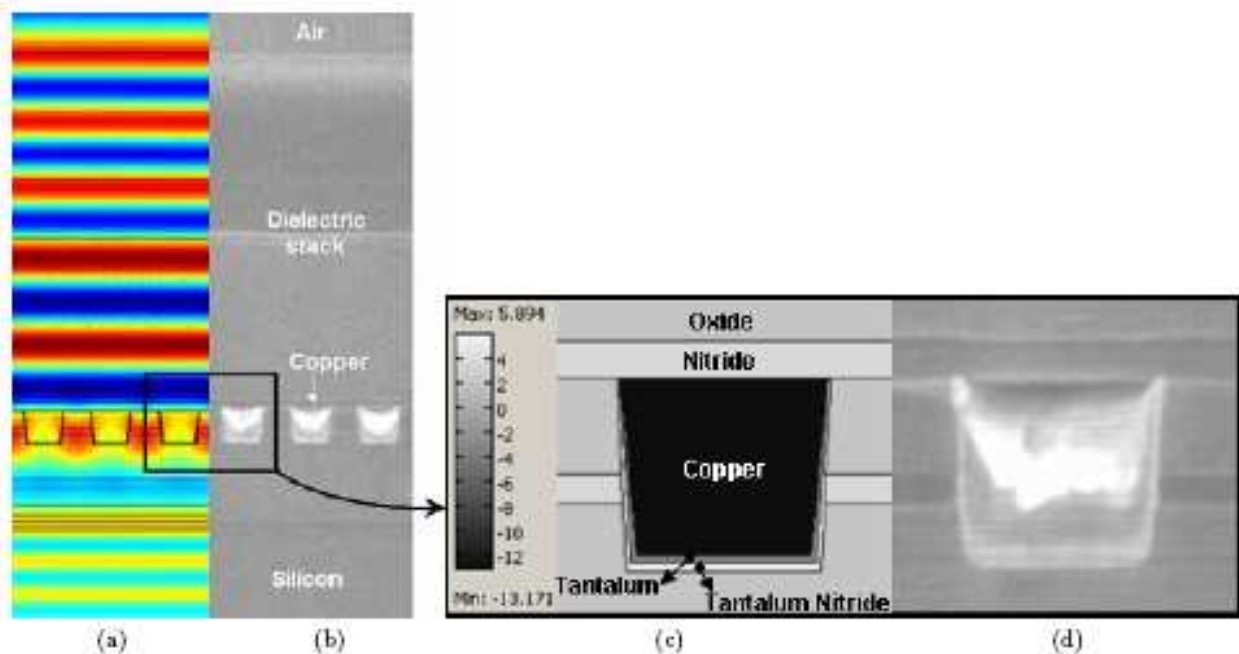 Air
Dielectric
stack
Copper
Silicon
Max: 5.894
4
2
0
-2
-4
-6
-8
-10
-12
Min: -13.171
Oxide
Nitride
Copper
Tantalum
Tantalum Nitride
(a)
(b)
(c)
(d)